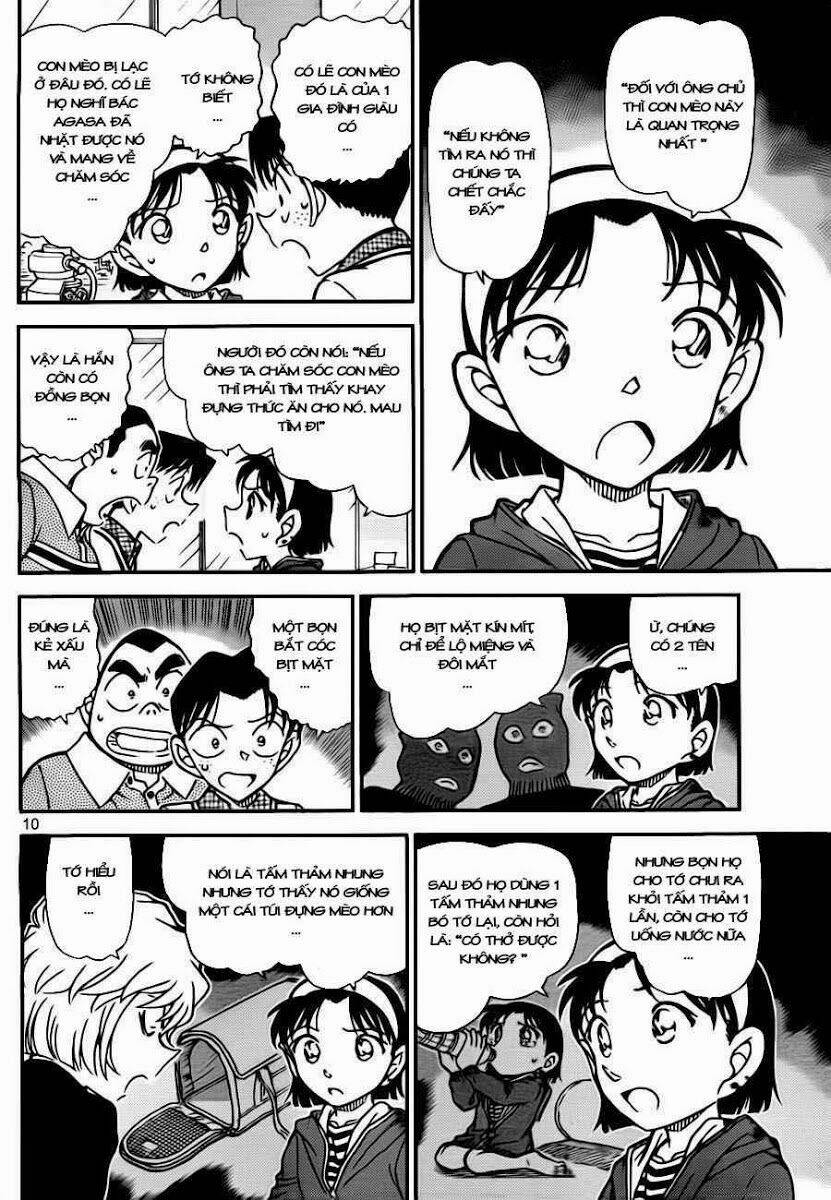 "ĐỐI VỚI ÔNG CHỦ
THÌ CON MÈO NÀY
LÀ QUAN TRỌNG
NHẤT "
"NẾU KHÔNG
TÌM RA NÓ THÌ
CHÚNG TA
CHẾT CHẮC
ĐẤY"
CÓ LẼ CON MÈO
ĐÓ LÀ CỦA 1
GIA ĐÌNH GIÀU
CÓ
...
TỚ KHÔNG
BIẾT
...
CON MÈO BỊ LẠC
Ở ĐÂU ĐÓ. CÓ LẼ
HỌ NGHĨ BÁC
AGASA ĐÃ
NHẶT ĐƯỢC NÓ
VÀ MANG VỀ
CHĂM SÓC
...
NGƯỜI ĐÓ CÒN NÓI: "NẾU
ÔNG TA CHĂM SÓC CON MÈO
THÌ PHẢI TÌM THẤY KHAY
ĐỰNG THỨC ĂN CHO NÓ. MAU
TÌM ĐI"
VẬY LÀ HẮN
CÒN CÓ
ĐỒNG BỌN
...
Ừ, CHÚNG
CÓ 2 TÊN
...
HỌ BỊT MẶT KÍN MÍT,
CHỈ ĐỂ LỘ MIỆNG VÀ
ĐÔI MẮT
...
MỘT BỌN
BẮT CÓC
BỊT MẶT
...
ĐÚNG LÀ
KẺ XẤU
MÀ
...
10
NHƯNG BỌN HỌ
CHO TỚ CHUI RA
KHỎI TẤM THẢM 1
LẦN, CÒN CHO TỚ
UỐNG NƯỚC NỮA
...
SAU ĐÓ HỌ DÙNG 1
TẤM THẢM NHUNG
BÓ TỚ LẠI, CÒN HỎI
LÀ: "CÓ THỞ ĐƯỢC
KHÔNG? "
NÓI LÀ TẤM THẢM NHUNG
NHƯNG TỚ THẤY NÓ GIỐNG
MỘT CÁI TÚI ĐỰNG MÈO HƠN
...
TỚ HIỂU
RỒI
...